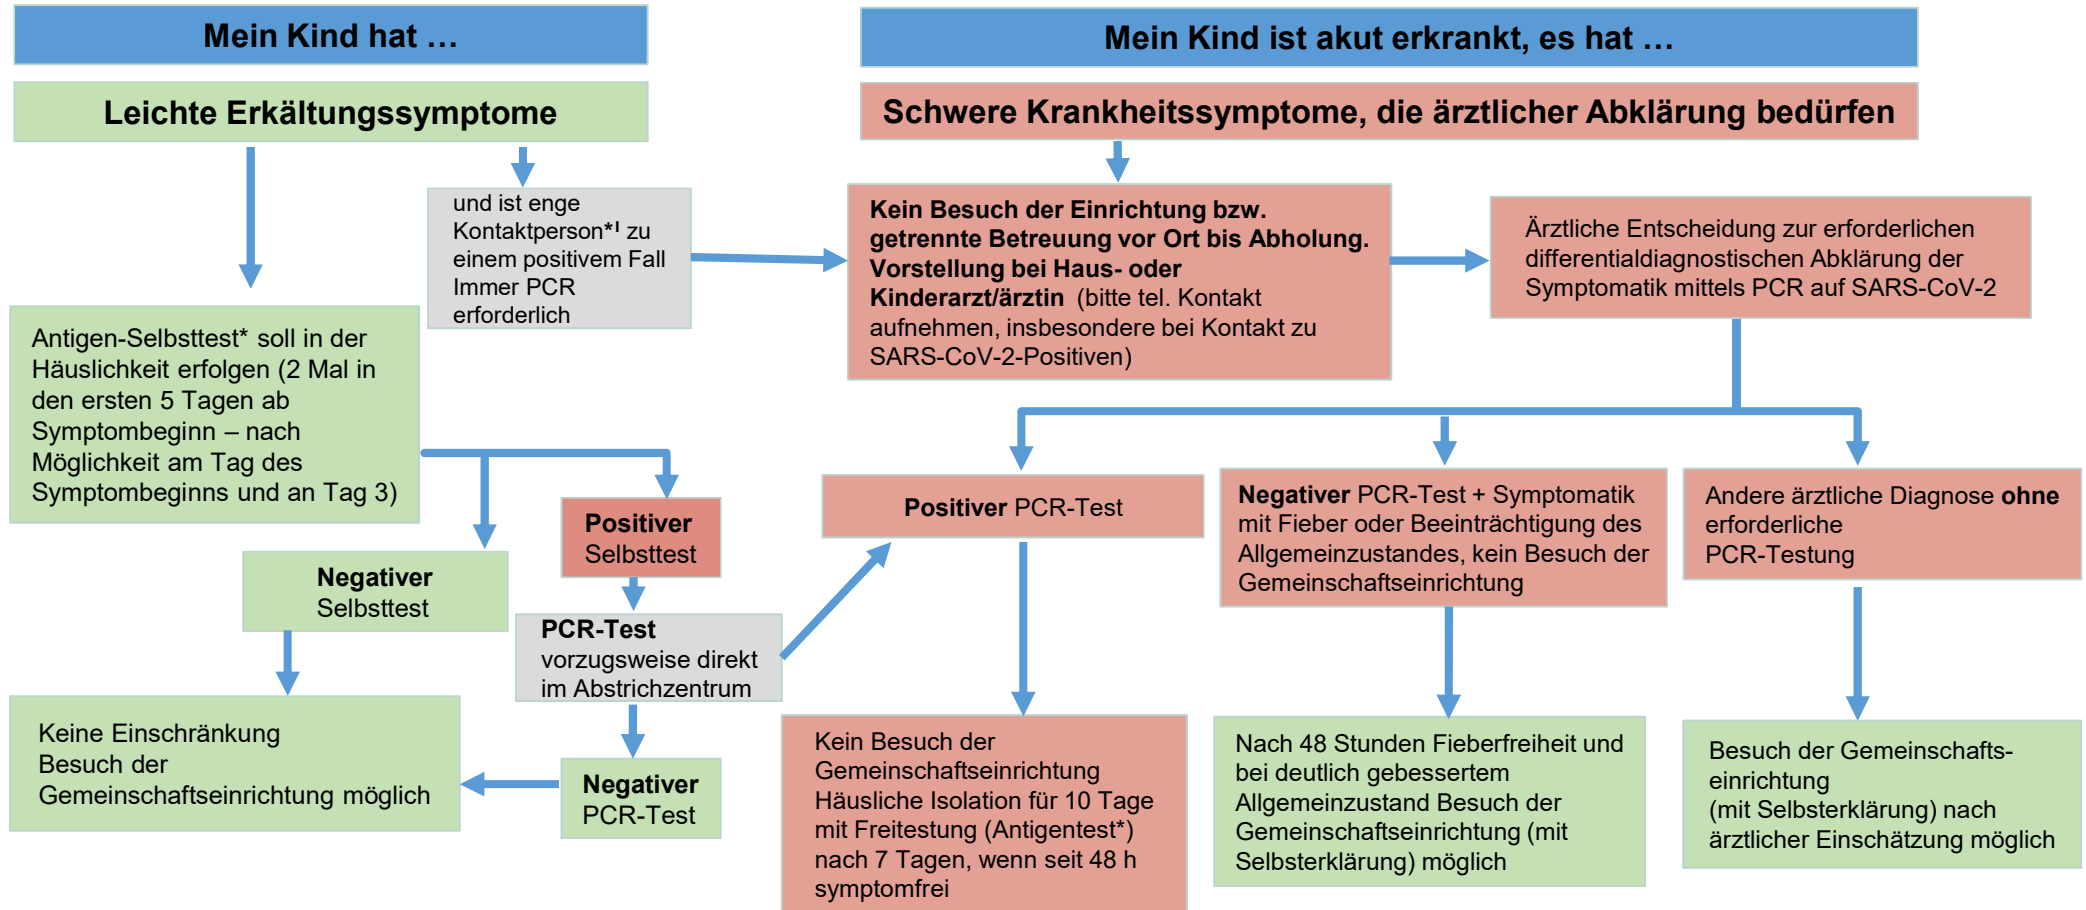 Mein Kind hat …
Leichte Erkältungssymptome
und ist enge
Kontaktperson*ᴵ zu
einem positivem Fall
Immer PCR
erforderlich
Antigen-Selbsttest* soll in der
Häuslichkeit erfolgen (2 Mal in
den ersten 5 Tagen ab
Symptombeginn – nach
Möglichkeit am Tag des
Symptombeginns und an Tag 3)
Positiver
Selbsttest
Negativer
Selbsttest
PCR-Test
vorzugsweise direkt
im Abstrichzentrum
Keine Einschränkung
Besuch der
Gemeinschaftseinrichtung möglich
Negativer
PCR-Test
Mein Kind ist akut erkrankt, es hat …
Schwere Krankheitssymptome, die ärztlicher Abklärung bedürfen
Kein Besuch der Einrichtung bzw.
getrennte Betreuung vor Ort bis Abholung.
Vorstellung bei Haus- oder
Kinderarzt/ärztin (bitte tel. Kontakt
aufnehmen, insbesondere bei Kontakt zu
SARS-CoV-2-Positiven)
Ärztliche Entscheidung zur erforderlichen
differentialdiagnostischen Abklärung der
Symptomatik mittels PCR auf SARS-CoV-2
Positiver PCR-Test
Negativer PCR-Test + Symptomatik
mit Fieber oder Beeinträchtigung des
Allgemeinzustandes, kein Besuch der
Gemeinschaftseinrichtung
Andere ärztliche Diagnose ohne
erforderliche
PCR-Testung
Kein Besuch der
Gemeinschaftseinrichtung
Häusliche Isolation für 10 Tage
mit Freitestung (Antigentest*)
nach 7 Tagen, wenn seit 48 h
symptomfrei
Nach 48 Stunden Fieberfreiheit und
bei deutlich gebessertem
Allgemeinzustand Besuch der
Gemeinschaftseinrichtung (mit
Selbsterklärung) möglich
Besuch der Gemeinschafts-
einrichtung
(mit Selbsterklärung) nach
ärztlicher Einschätzung möglich